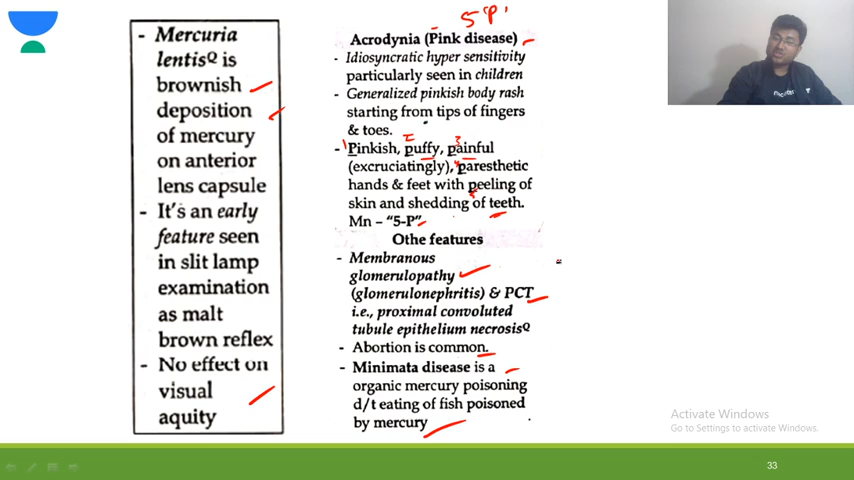 - Mercuria
lentisQ is
brownish
deposition
of mercury
on anterior
lens capsule
- It's an early
feature seen
in slit lamp
examination
as malt
brown reflex
- No effect on
visual
aquity
5 'P'
Acrodynia (Pink disease)
- Idiosyncratic hyper sensitivity
particularly seen in children
- Generalized pinkish body rash
starting from tips of fingers
& toes.
- Pinkish, puffy, painful
(excruciatingly), paresthetic
hands & feet with peeling of
skin and shedding of teeth.
Mn – "5-P"
Othe features
- Membranous
glomerulopathy
(glomerulonephritis) & PCT
i.e., proximal convoluted
tubule epithelium necrosisQ
- Abortion is common.
- Minimata disease is a
organic mercury poisoning
d/t eating of fish poisoned
by mercury
Activate Windows
Go to Settings to activate Windows.
33